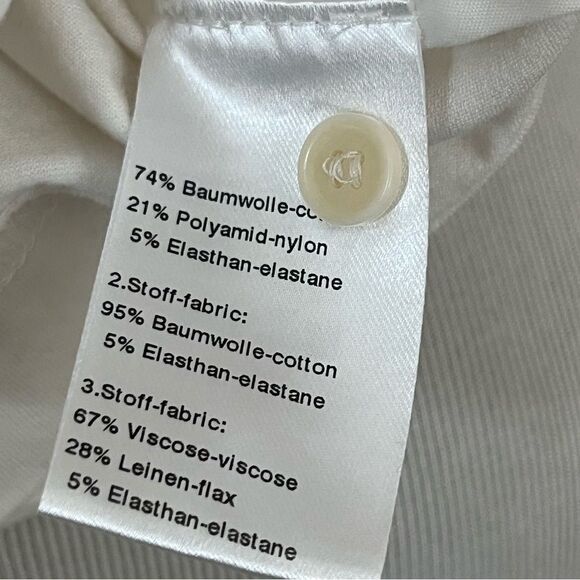 74% Baumwolle-co
21% Polyamid-nylon
5% Elasthan-elastane
2.Stoff-fabric:
95% Baumwolle-cotton
5% Elasthan-elastane
3.Stoff-fabric:
67% Viscose-viscose
28% Leinen-flax
5% Elasthan-elastane